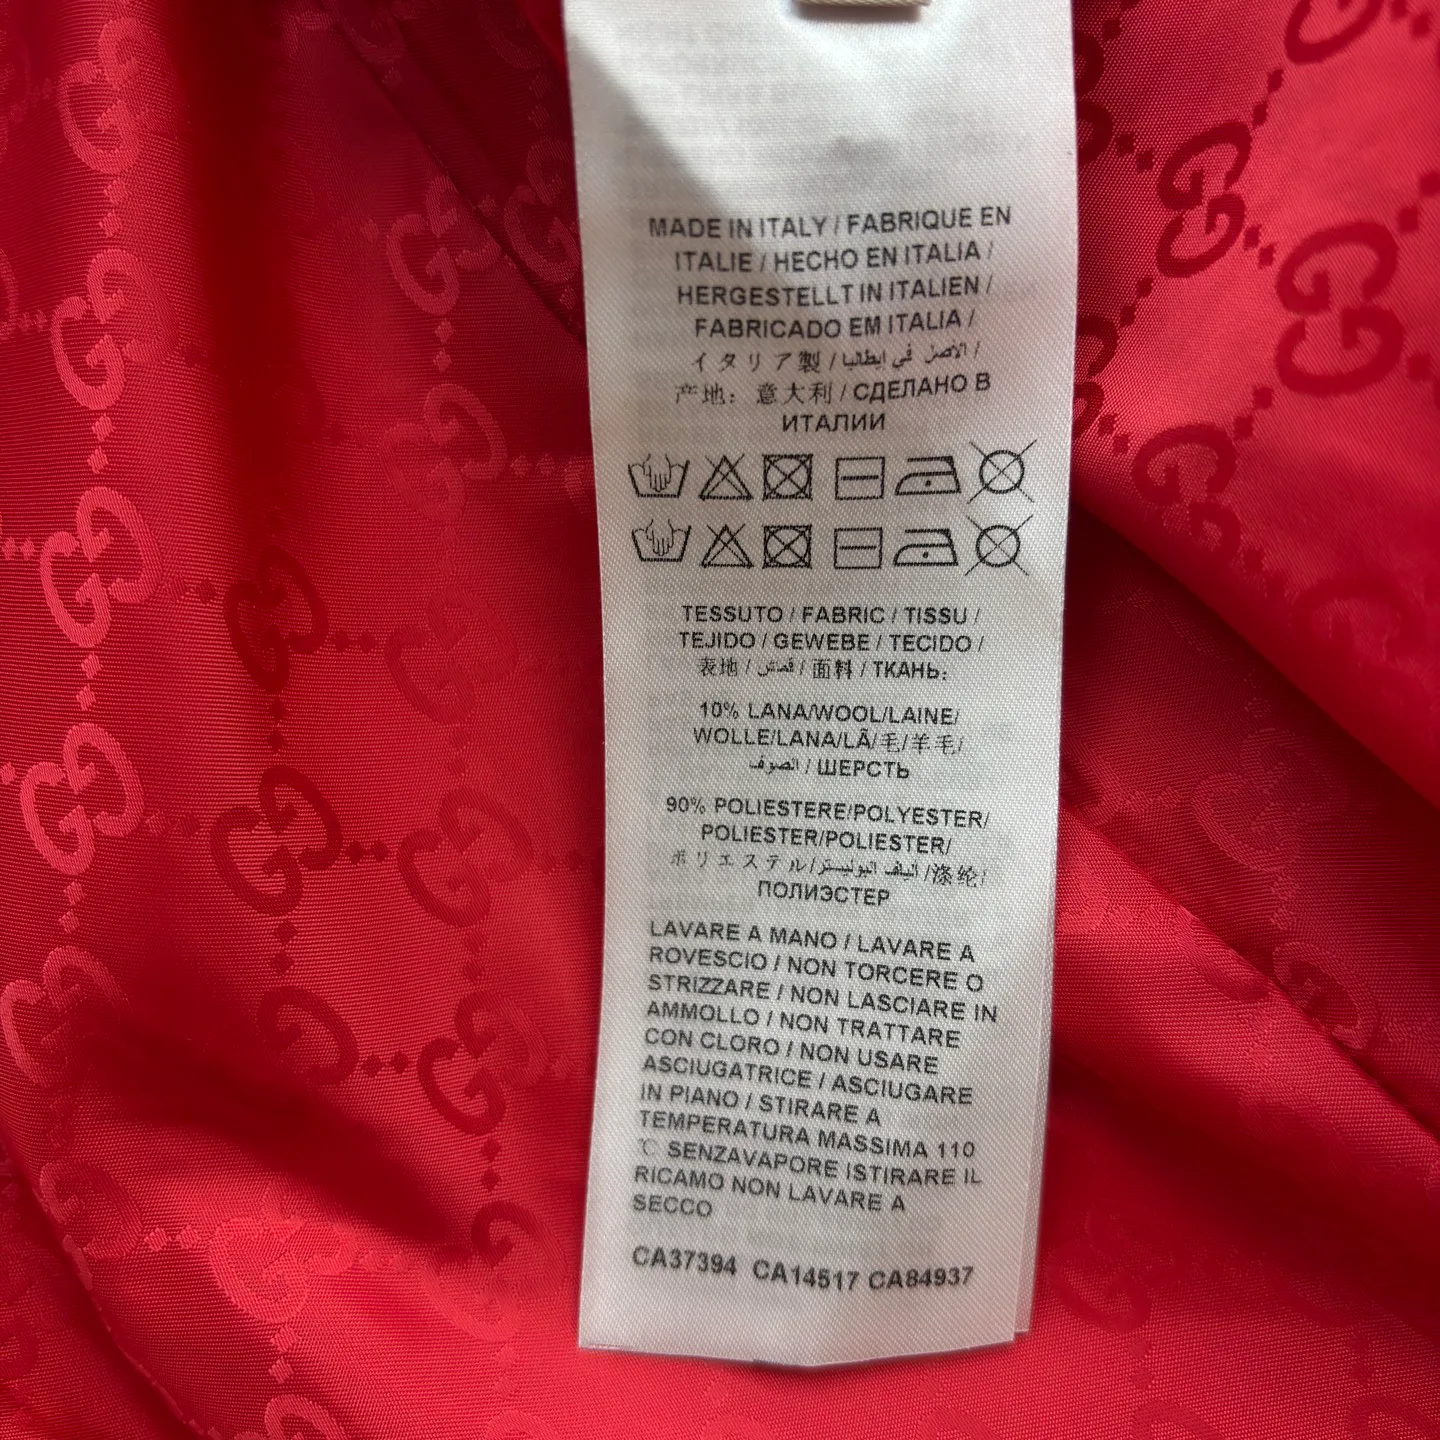 MADE IN ITALY / FABRIQUE EN
ITALIE / HECHO EN ITALIA /
HERGESTELLT IN ITALIEN /
FABRICADO EM ITALIA /
イタリア製 / الأصل في إيطاليا /
产地：意大利 / СДЕЛАНО В
ИТАЛИИ
TESSUTO / FABRIC / TISSU /
TEJIDO / GEWEBE / TECIDO /
表地 / قماش / 面料 / ТКАНЬ:
10% LANA/WOOL/LAINE/
WOLLE/LANA/LÃ/毛/羊毛/
الصوف / ШЕРСТЬ
90% POLIESTERE/POLYESTER/
POLIESTER/POLIESTER/
ポリエステル/الياف البوليستر/涤纶/
ПОЛИЭСТЕР
LAVARE A MANO / LAVARE A
ROVESCIO / NON TORCERE O
STRIZZARE / NON LASCIARE IN
AMMOLLO / NON TRATTARE
CON CLORO / NON USARE
ASCIUGATRICE / ASCIUGARE
IN PIANO / STIRARE A
TEMPERATURA MASSIMA 110
°C SENZAVAPORE ISTIRARE IL
RICAMO NON LAVARE A
SECCO
CA37394 CA14517 CA84937